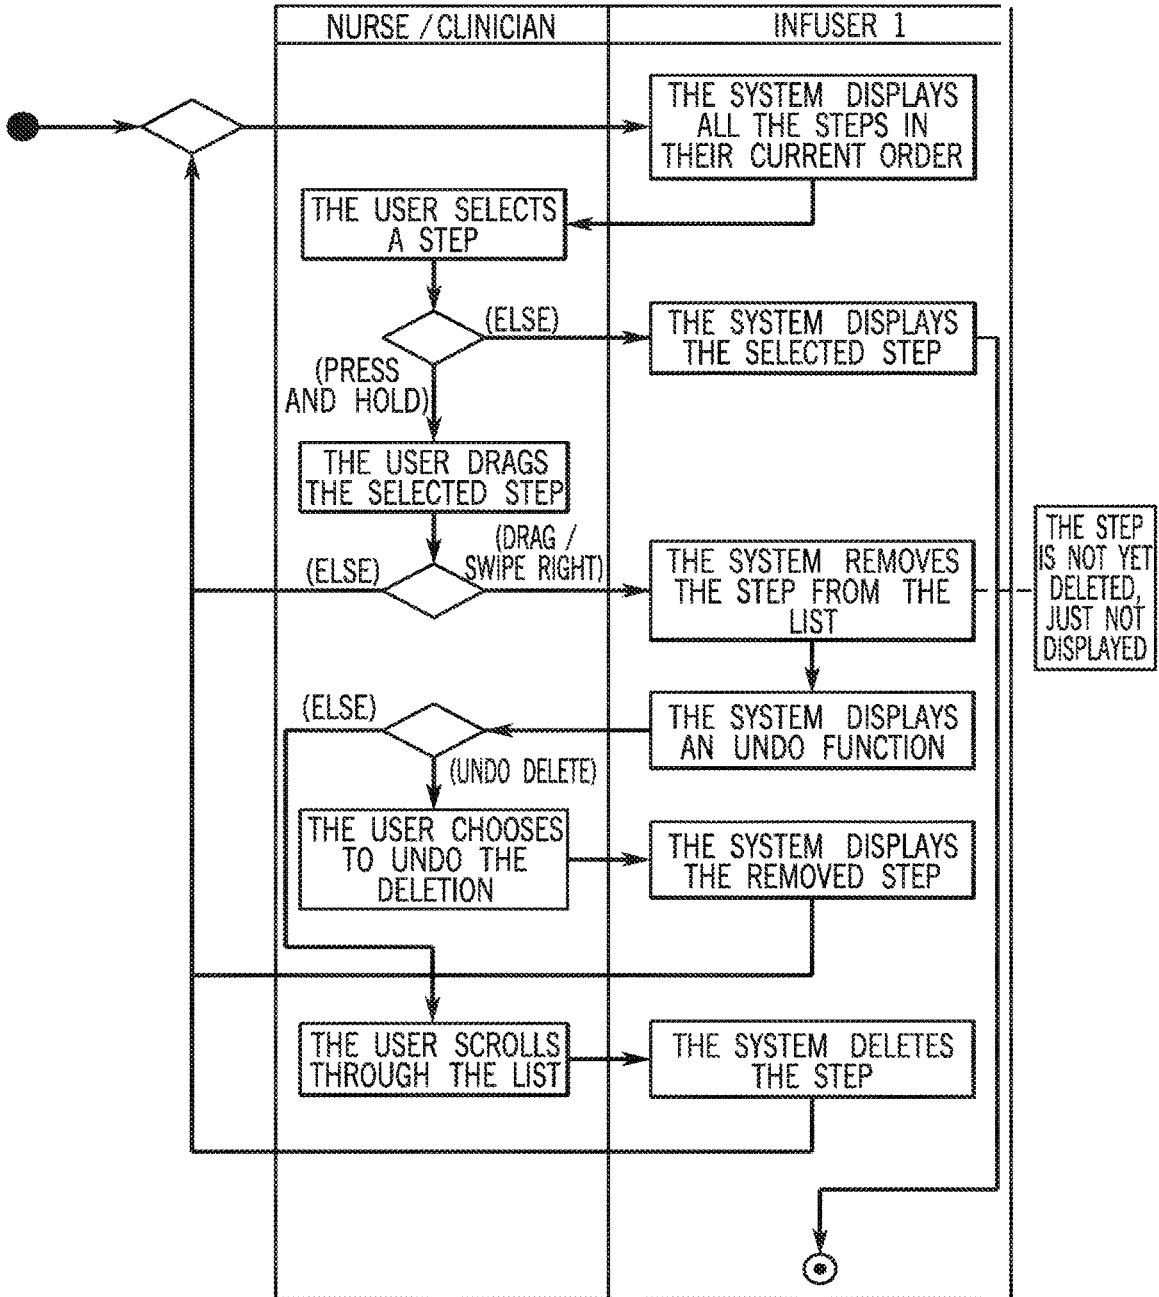 NURSE / CLINICIAN
INFUSER 1
THE SYSTEM DISPLAYS
ALL THE STEPS IN
THEIR CURRENT ORDER
THE USER SELECTS
A STEP
(ELSE)
THE SYSTEM DISPLAYS
THE SELECTED STEP
(PRESS
AND HOLD)
THE USER DRAGS
THE SELECTED STEP
(DRAG /
SWIPE RIGHT)
(ELSE)
THE SYSTEM REMOVES
THE STEP FROM THE
LIST
THE STEP
IS NOT YET
DELETED,
JUST NOT
DISPLAYED
(ELSE)
THE SYSTEM DISPLAYS
AN UNDO FUNCTION
(UNDO DELETE)
THE USER CHOOSES
TO UNDO THE
DELETION
THE SYSTEM DISPLAYS
THE REMOVED STEP
THE USER SCROLLS
THROUGH THE LIST
THE SYSTEM DELETES
THE STEP